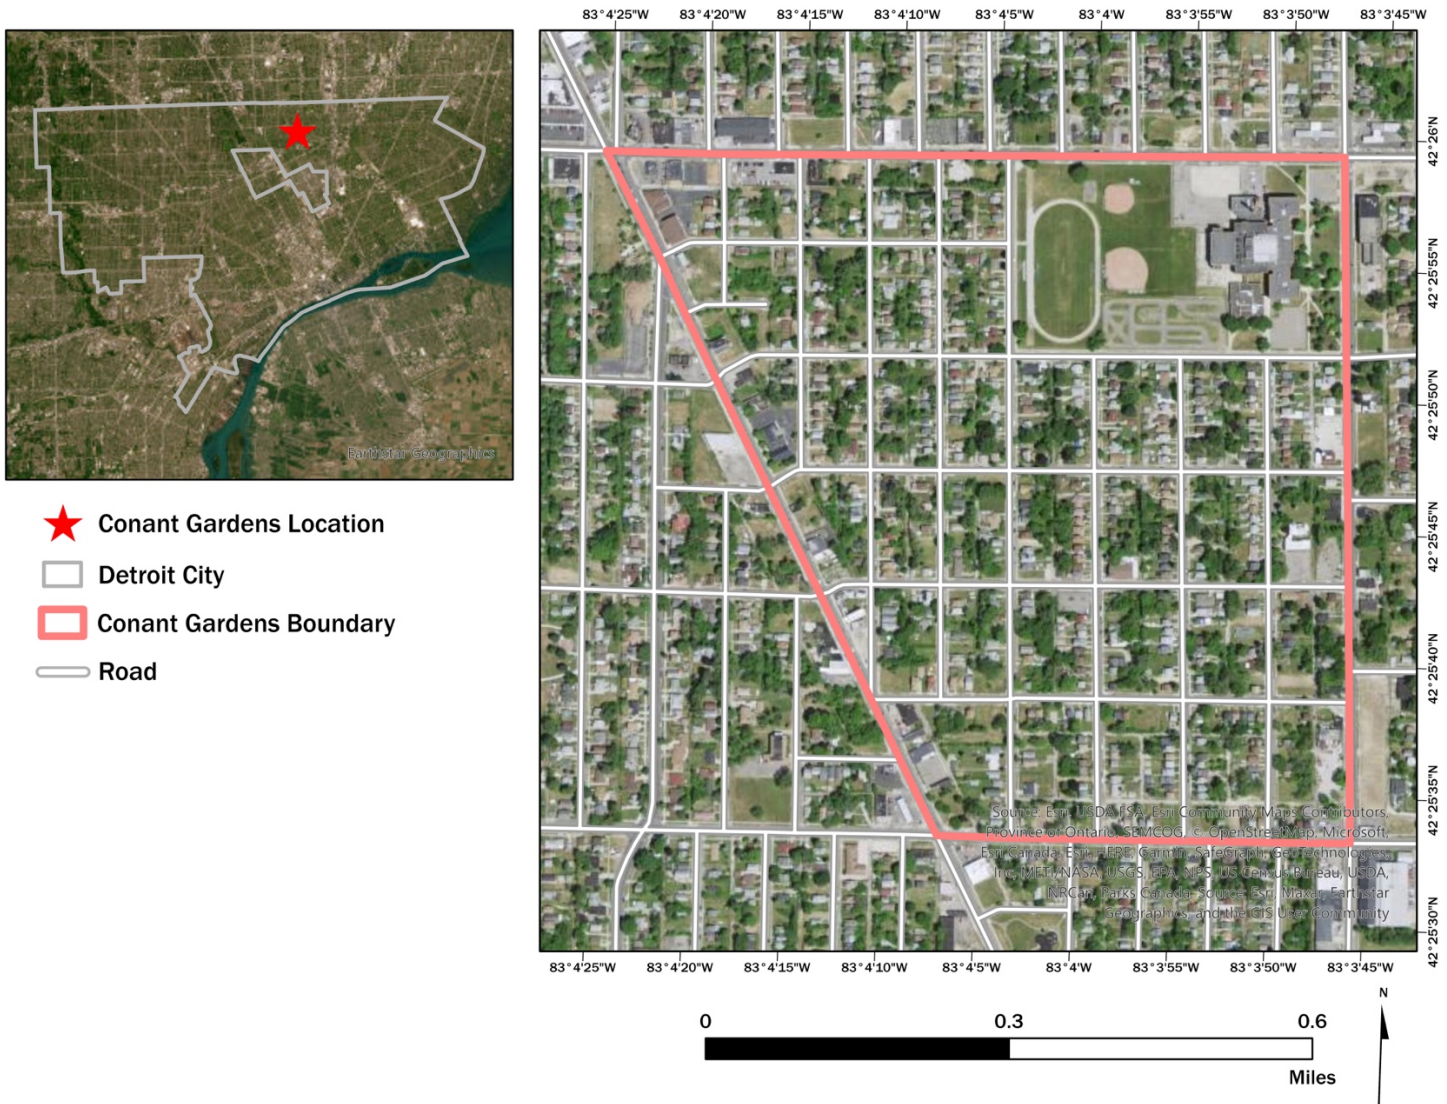 83°4'25"W 83°4'20"W 83°4'15"W 83°4'10"W 83°4'5"W 83°4'W 83°3'55"W 83°3'50"W 83°3'45"W
42°26'N
42°25'55"N
42°25'50"N
42°25'45"N
42°25'40"N
42°25'35"N
42°25'30"N
Earthstar Geographics
Conant Gardens Location
Detroit City
Conant Gardens Boundary
Road
Source: Esri, USDA FSA, Esri Community Maps Contributors,
Province of Ontario, SEMCOG, © OpenStreetMap, Microsoft,
Esri Canada, Esri, HERE, Garmin, SafeGraph, GeoTechnologies,
Inc, METI/NASA, USGS, EPA, NPS, US Census Bureau, USDA,
NRCan, Parks Canada, Source: Esri, Maxar, Earthstar
Geographics, and the GIS User Community
83°4'25"W 83°4'20"W 83°4'15"W 83°4'10"W 83°4'5"W 83°4'W 83°3'55"W 83°3'50"W 83°3'45"W
N
0 0.3 0.6
Miles